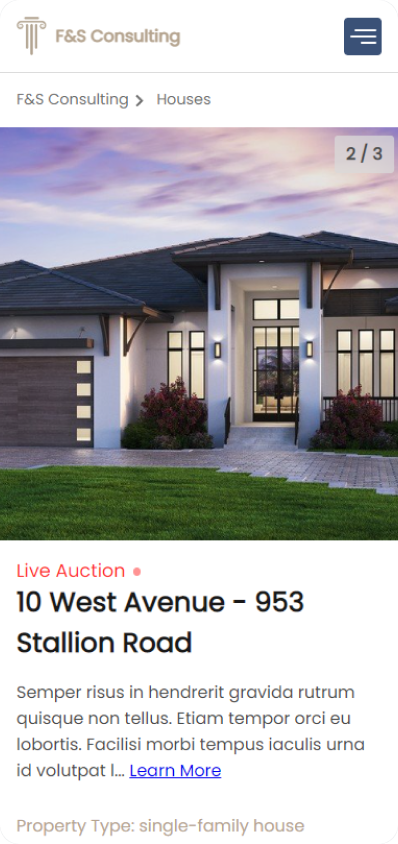 F&S Consulting
F&S Consulting > Houses
2 / 3
Live Auction
10 West Avenue - 953
Stallion Road
Semper risus in hendrerit gravida rutrum
quisque non tellus. Etiam tempor orci eu
lobortis. Facilisi morbi tempus iaculis urna
id volutpat l... Learn More
Property Type: single-family house